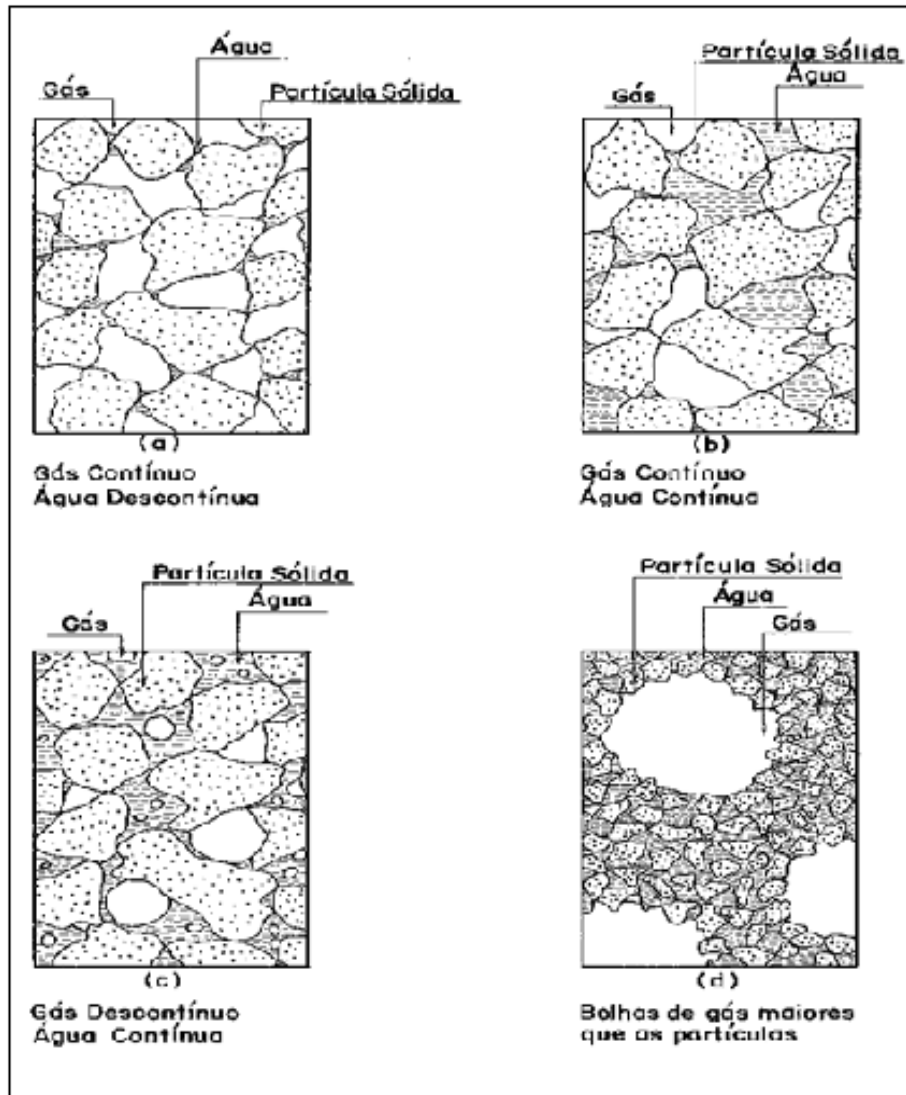 Água
Gás
Partícula Sólida
(a)
Gás Contínuo
Água Descontínua
Partícula Sólida
Água
Gás
(b)
Gás Contínuo
Água Contínua
Partícula Sólida
Água
Gás
(c)
Gás Descontínuo
Água Contínua
Partícula Sólida
Água
Gás
(d)
Bolhas de gás maiores
que as partículas